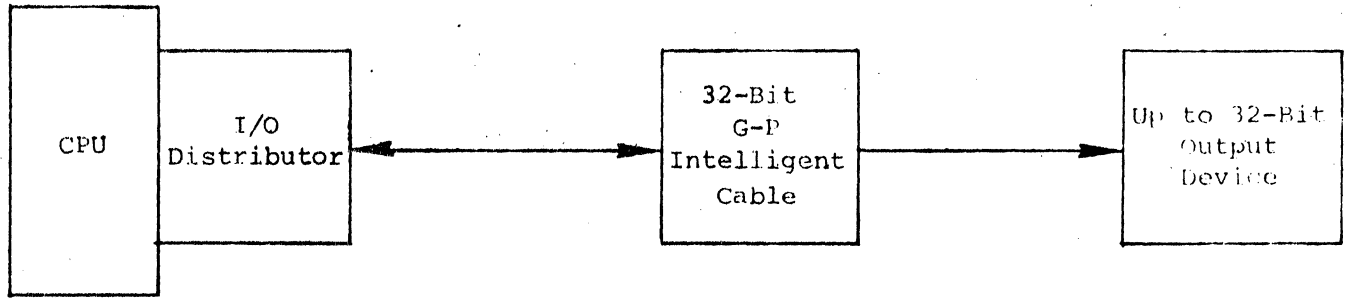 CPU
I/O
Distributor
32-Bit
G-P
Intelligent
Cable
Up to 32-Bit
Output
Device